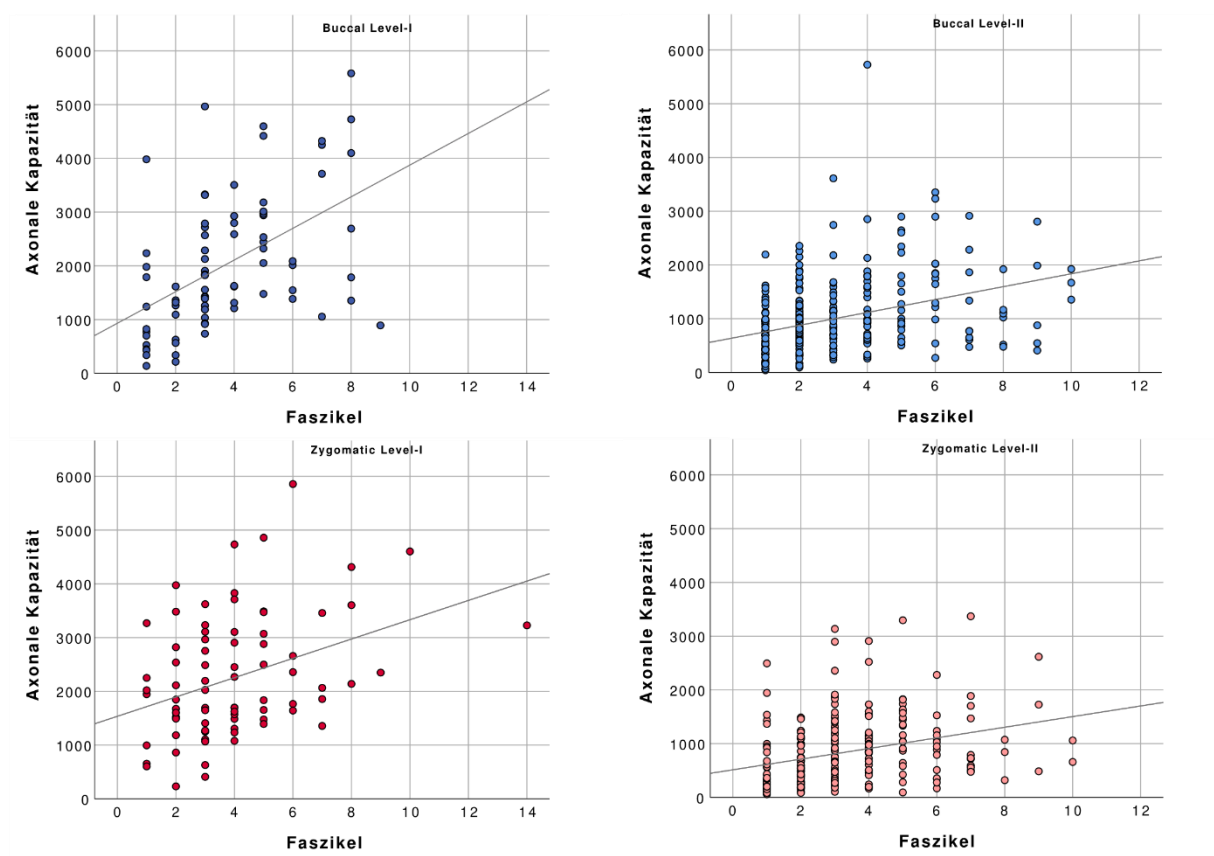 Buccal Level-I
6000
5000
4000
3000
2000
1000
0
Axonale Kapazität
0 2 4 6 8 10 12 14
Faszikel
Buccal Level-II
6000
5000
4000
3000
2000
1000
0
Axonale Kapazität
0 2 4 6 8 10 12
Faszikel
Zygomatic Level-I
6000
5000
4000
3000
2000
1000
0
Axonale Kapazität
0 2 4 6 8 10 12 14
Faszikel
Zygomatic Level-II
6000
5000
4000
3000
2000
1000
0
Axonale Kapazität
0 2 4 6 8 10 12
Faszikel